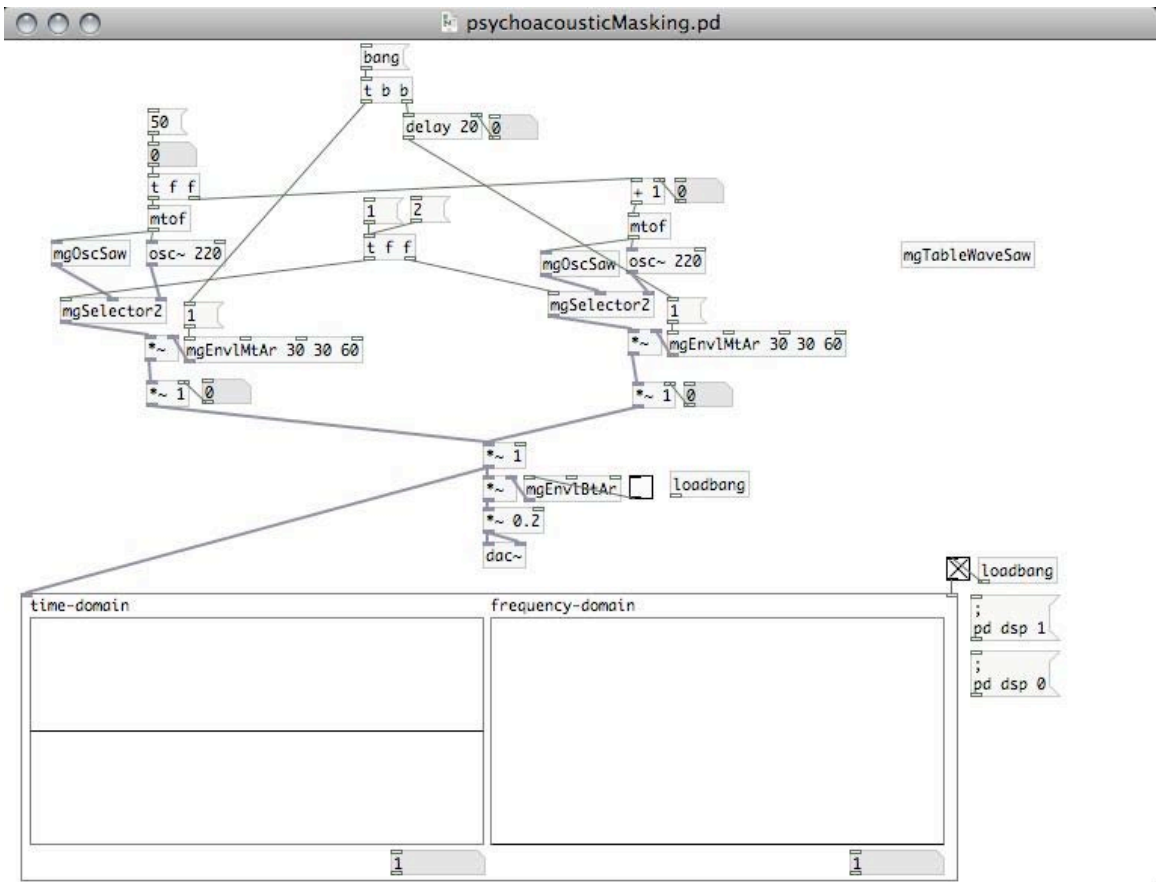 psychoacousticMasking.pd
bang
t b b
50
delay 20
0
0
t f f
+ 1
0
mtof
1
2
mtof
mgOscSaw
osc~ 220
t f f
mgOscSaw
osc~ 220
mgTableWaveSaw
mgSelector2
1
mgSelector2
1
*~
mgEnvlMtAr 30 30 60
*~
mgEnvlMtAr 30 30 60
*~ 1
0
*~ 1
0
*~ 1
*~
mgEnvlBtAr
loadbang
*~ 0.2
dac~
loadbang
time-domain
frequency-domain
;
pd dsp 1
;
pd dsp 0
1
1